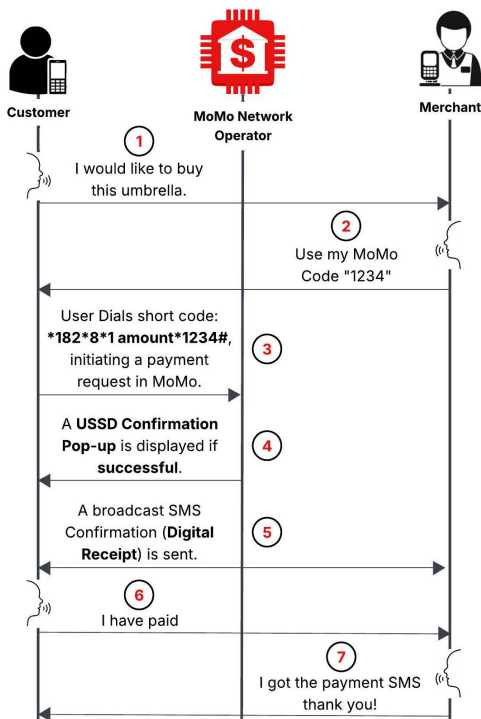 $
Customer
MoMo Network
Operator
Merchant
1
I would like to buy
this umbrella.
2
Use my MoMo
Code "1234"
User Dials short code:
*182*8*1 amount*1234#,
initiating a payment
request in MoMo.
3
A USSD Confirmation
Pop-up is displayed if
successful.
4
A broadcast SMS
Confirmation (Digital
Receipt) is sent.
5
6
I have paid
7
I got the payment SMS
thank you!